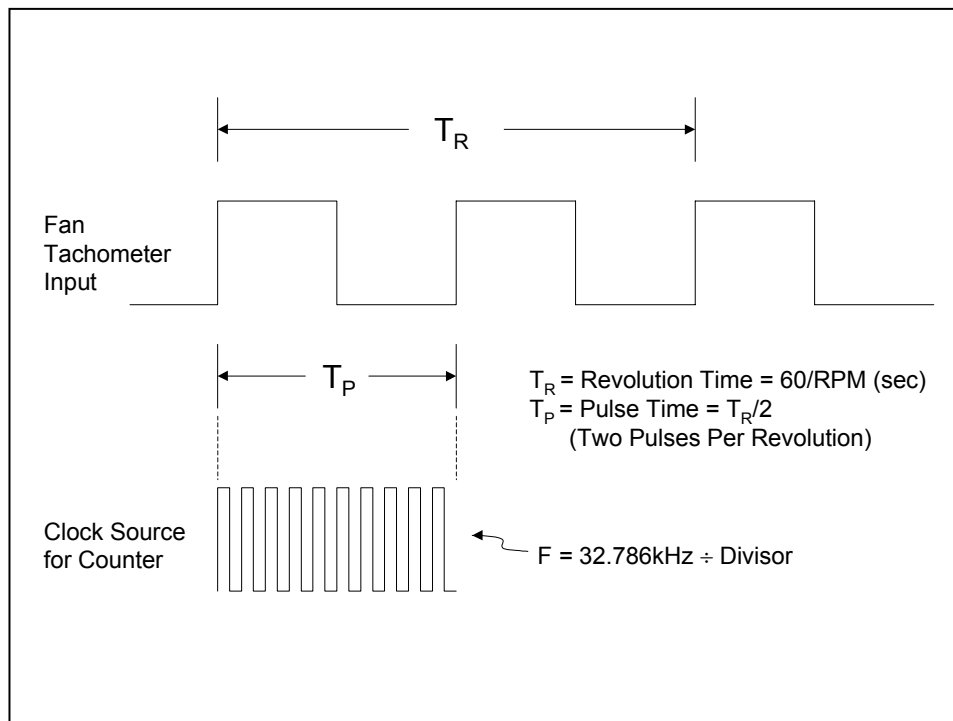 T_R
Fan
Tachometer
Input
T_P
T_R = Revolution Time = 60/RPM (sec)
T_P = Pulse Time = T_R/2
(Two Pulses Per Revolution)
Clock Source
for Counter
F = 32.786kHz ÷ Divisor